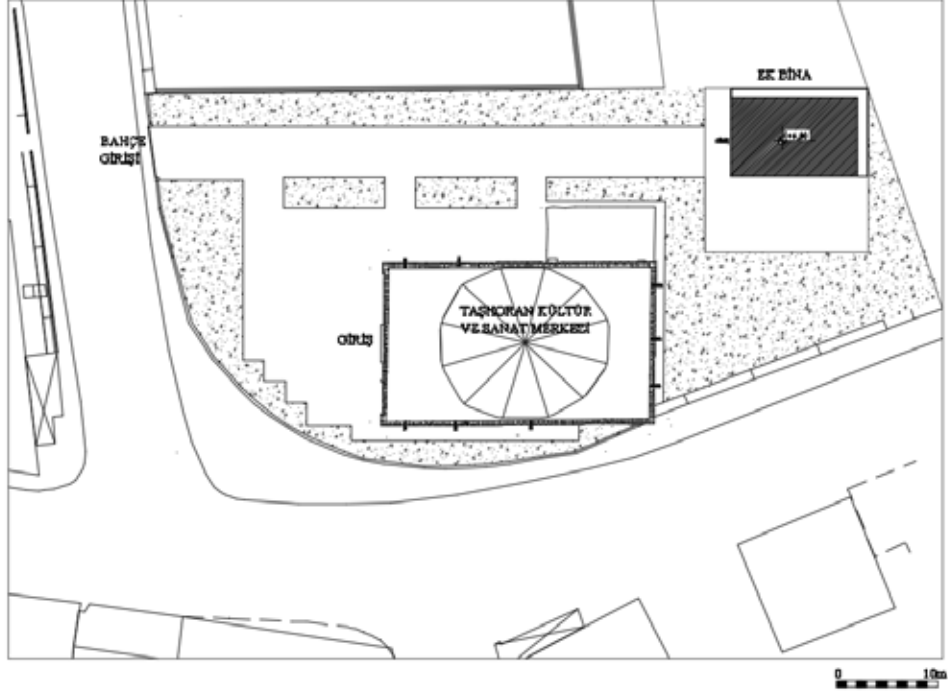 EK BİNA
BAHÇE
GİRİŞİ
TAŞHORAN KÜLTÜR
VE SANAT MERKEZİ
GİRİŞ
0 10m